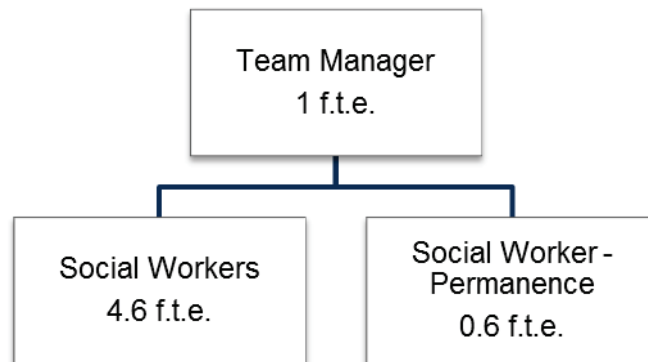 Team Manager
1 f.t.e.
Social Workers
4.6 f.t.e.
Social Worker -
Permanence
0.6 f.t.e.